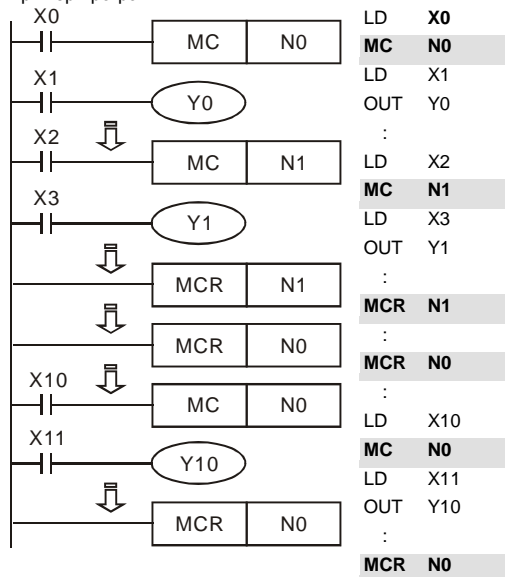 X0
MC N0
X1
Y0
X2
MC N1
X3
Y1
MCR N1
MCR N0
X10
MC N0
X11
Y10
MCR N0
LD X0
MC N0
LD X1
OUT Y0
:
LD X2
MC N1
LD X3
OUT Y1
:
MCR N1
:
MCR N0
:
LD X10
MC N0
LD X11
OUT Y10
:
MCR N0